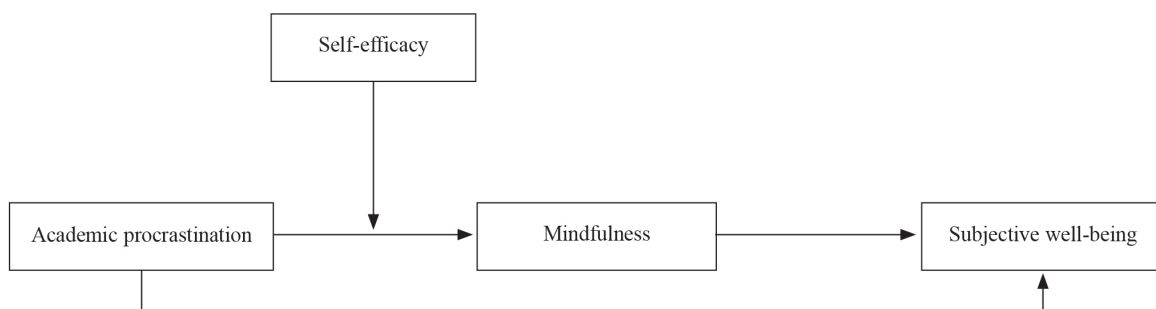 Self-efficacy
Academic procrastination
Mindfulness
Subjective well-being